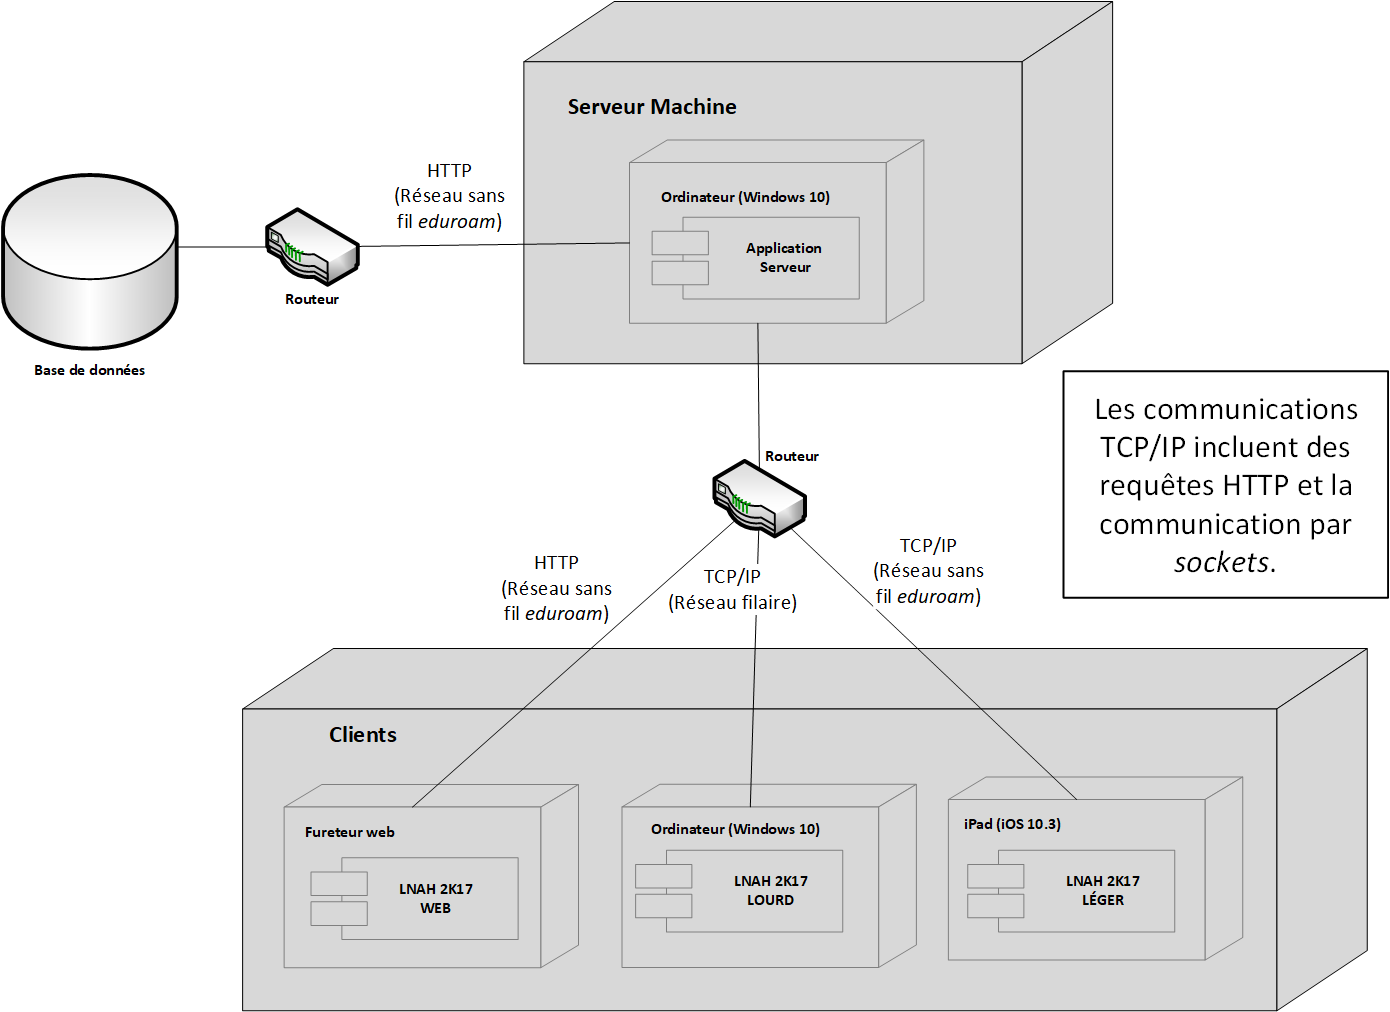 Serveur Machine
HTTP
(Réseau sans
fil eduroam)
Ordinateur (Windows 10)
Application
Serveur
Routeur
Base de données
Les communications
TCP/IP incluent des
requêtes HTTP et la
communication par
sockets.
Routeur
HTTP
(Réseau sans
fil eduroam)
TCP/IP
(Réseau filaire)
TCP/IP
(Réseau sans
fil eduroam)
Clients
Fureteur web
LNAH 2K17
WEB
Ordinateur (Windows 10)
LNAH 2K17
LOURD
iPad (iOS 10.3)
LNAH 2K17
LÉGER